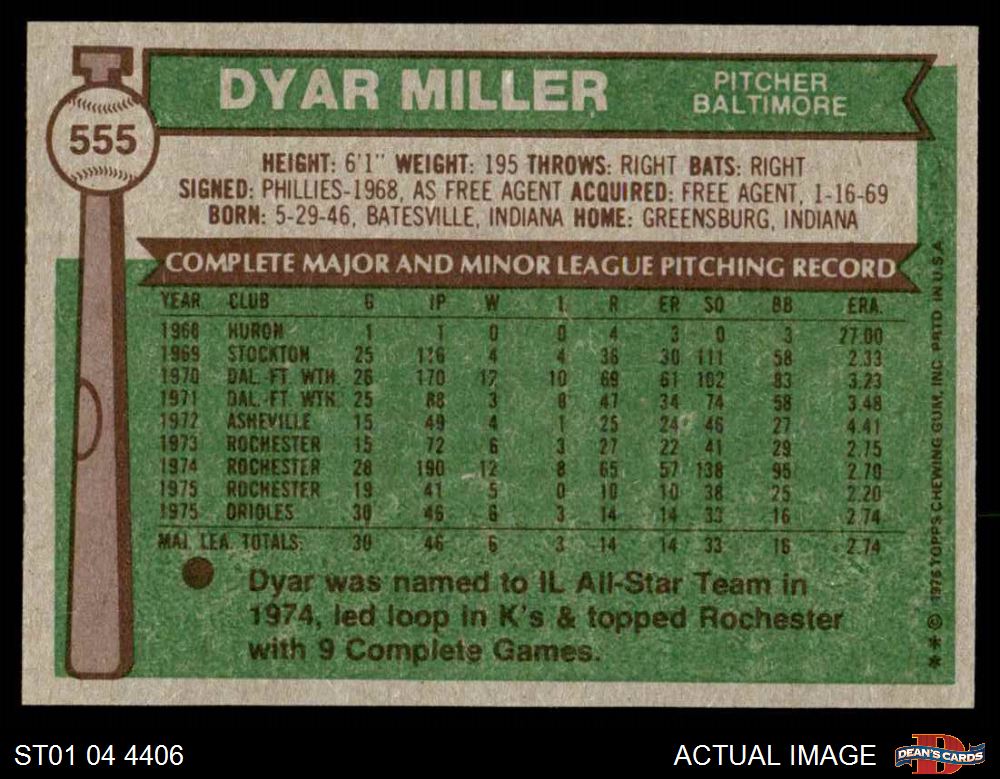 DYAR MILLER
PITCHER
BALTIMORE
555
HEIGHT: 6'1" WEIGHT: 195 THROWS: RIGHT BATS: RIGHT
SIGNED: PHILLIES-1968, AS FREE AGENT ACQUIRED: FREE AGENT, 1-16-69
BORN: 5-29-46, BATESVILLE, INDIANA HOME: GREENSBURG, INDIANA
COMPLETE MAJOR AND MINOR LEAGUE PITCHING RECORD
YEAR CLUB G IP W L R ER SO BB ERA.
1968 HURON 1 1 0 0 4 3 0 3 27.00
1969 STOCKTON 25 116 4 4 36 30 111 58 2.33
1970 DAL.-FT. WTH. 26 170 12 10 69 61 102 83 3.23
1971 DAL.-FT. WTH. 25 88 3 8 47 34 74 58 3.48
1972 ASHEVILLE 15 49 4 1 25 24 46 27 4.41
1973 ROCHESTER 15 72 6 3 27 22 41 29 2.75
1974 ROCHESTER 28 190 12 8 65 57 138 95 2.70
1975 ROCHESTER 19 41 5 0 10 10 38 25 2.20
1975 ORIOLES 30 46 6 3 14 14 33 16 2.74
MAJ. LEA. TOTALS 30 46 6 3 14 14 33 16 2.74
Dyar was named to IL All-Star Team in
1974, led loop in K's & topped Rochester
with 9 Complete Games.
** © 1976 TOPPS CHEWING GUM, INC. PRTD. IN U.S.A.
ST01 04 4406
ACTUAL IMAGE
DEAN'S CARDS